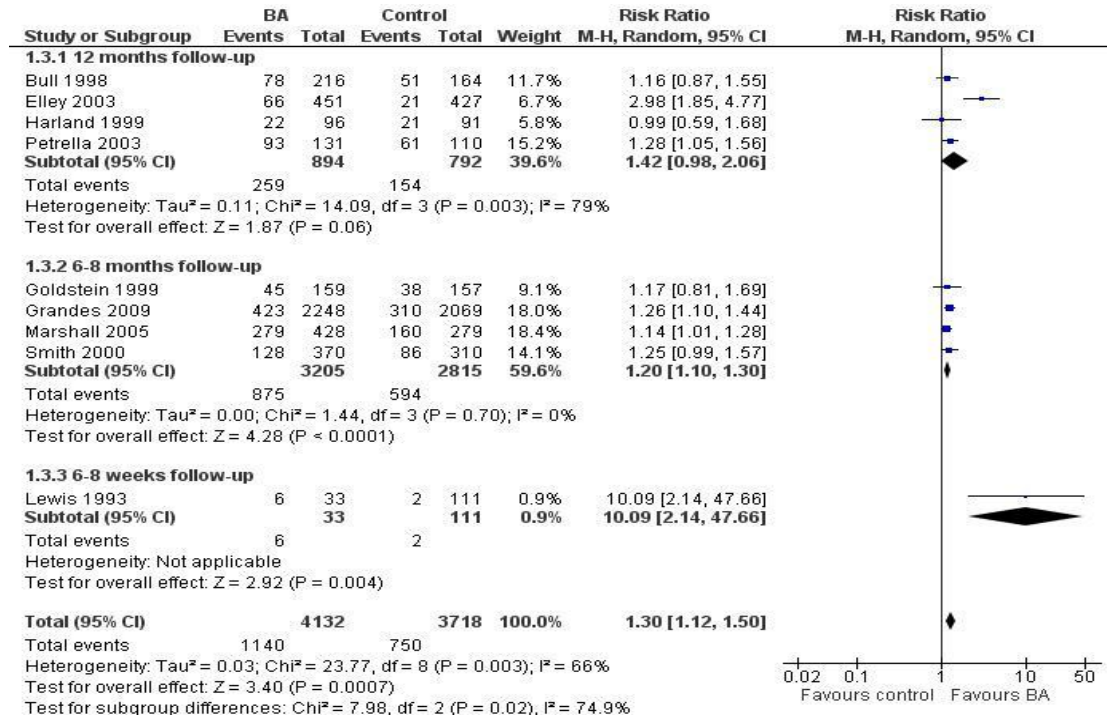 BA Control Risk Ratio Risk Ratio
Study or Subgroup Events Total Events Total Weight M-H, Random, 95% CI M-H, Random, 95% CI
1.3.1 12 months follow-up
Bull 1998 78 216 51 164 11.7% 1.16 [0.87, 1.55]
Elley 2003 66 451 21 427 6.7% 2.98 [1.85, 4.77]
Harland 1999 22 96 21 91 5.8% 0.99 [0.59, 1.68]
Petrella 2003 93 131 61 110 15.2% 1.28 [1.05, 1.56]
Subtotal (95% CI) 894 792 39.6% 1.42 [0.98, 2.06]
Total events 259 154
Heterogeneity: Tau² = 0.11; Chi² = 14.09, df = 3 (P = 0.003); I² = 79%
Test for overall effect: Z = 1.87 (P = 0.06)
1.3.2 6-8 months follow-up
Goldstein 1999 45 159 38 157 9.1% 1.17 [0.81, 1.69]
Grandes 2009 423 2248 310 2069 18.0% 1.26 [1.10, 1.44]
Marshall 2005 279 428 160 279 18.4% 1.14 [1.01, 1.28]
Smith 2000 128 370 86 310 14.1% 1.25 [0.99, 1.57]
Subtotal (95% CI) 3205 2815 59.6% 1.20 [1.10, 1.30]
Total events 875 594
Heterogeneity: Tau² = 0.00; Chi² = 1.44, df = 3 (P = 0.70); I² = 0%
Test for overall effect: Z = 4.28 (P < 0.0001)
1.3.3 6-8 weeks follow-up
Lewis 1993 6 33 2 111 0.9% 10.09 [2.14, 47.66]
Subtotal (95% CI) 33 111 0.9% 10.09 [2.14, 47.66]
Total events 6 2
Heterogeneity: Not applicable
Test for overall effect: Z = 2.92 (P = 0.004)
Total (95% CI) 4132 3718 100.0% 1.30 [1.12, 1.50]
Total events 1140 750
Heterogeneity: Tau² = 0.03; Chi² = 23.77, df = 8 (P = 0.003); I² = 66%
Test for overall effect: Z = 3.40 (P = 0.0007)
Test for subgroup differences: Chi² = 7.98, df = 2 (P = 0.02), I² = 74.9%
0.02 0.1 1 10 50
Favours control Favours BA